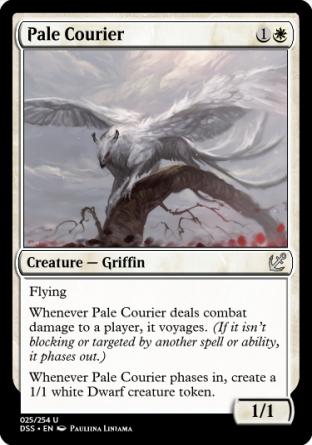 Pale Courier
1
Creature — Griffin
Flying
Whenever Pale Courier deals combat
damage to a player, it voyages. (If it isn't
blocking or targeted by another spell or ability,
it phases out.)
Whenever Pale Courier phases in, create a
1/1 white Dwarf creature token.
1/1
025/254 U
DSS • EN PAULIINA LINJAMA